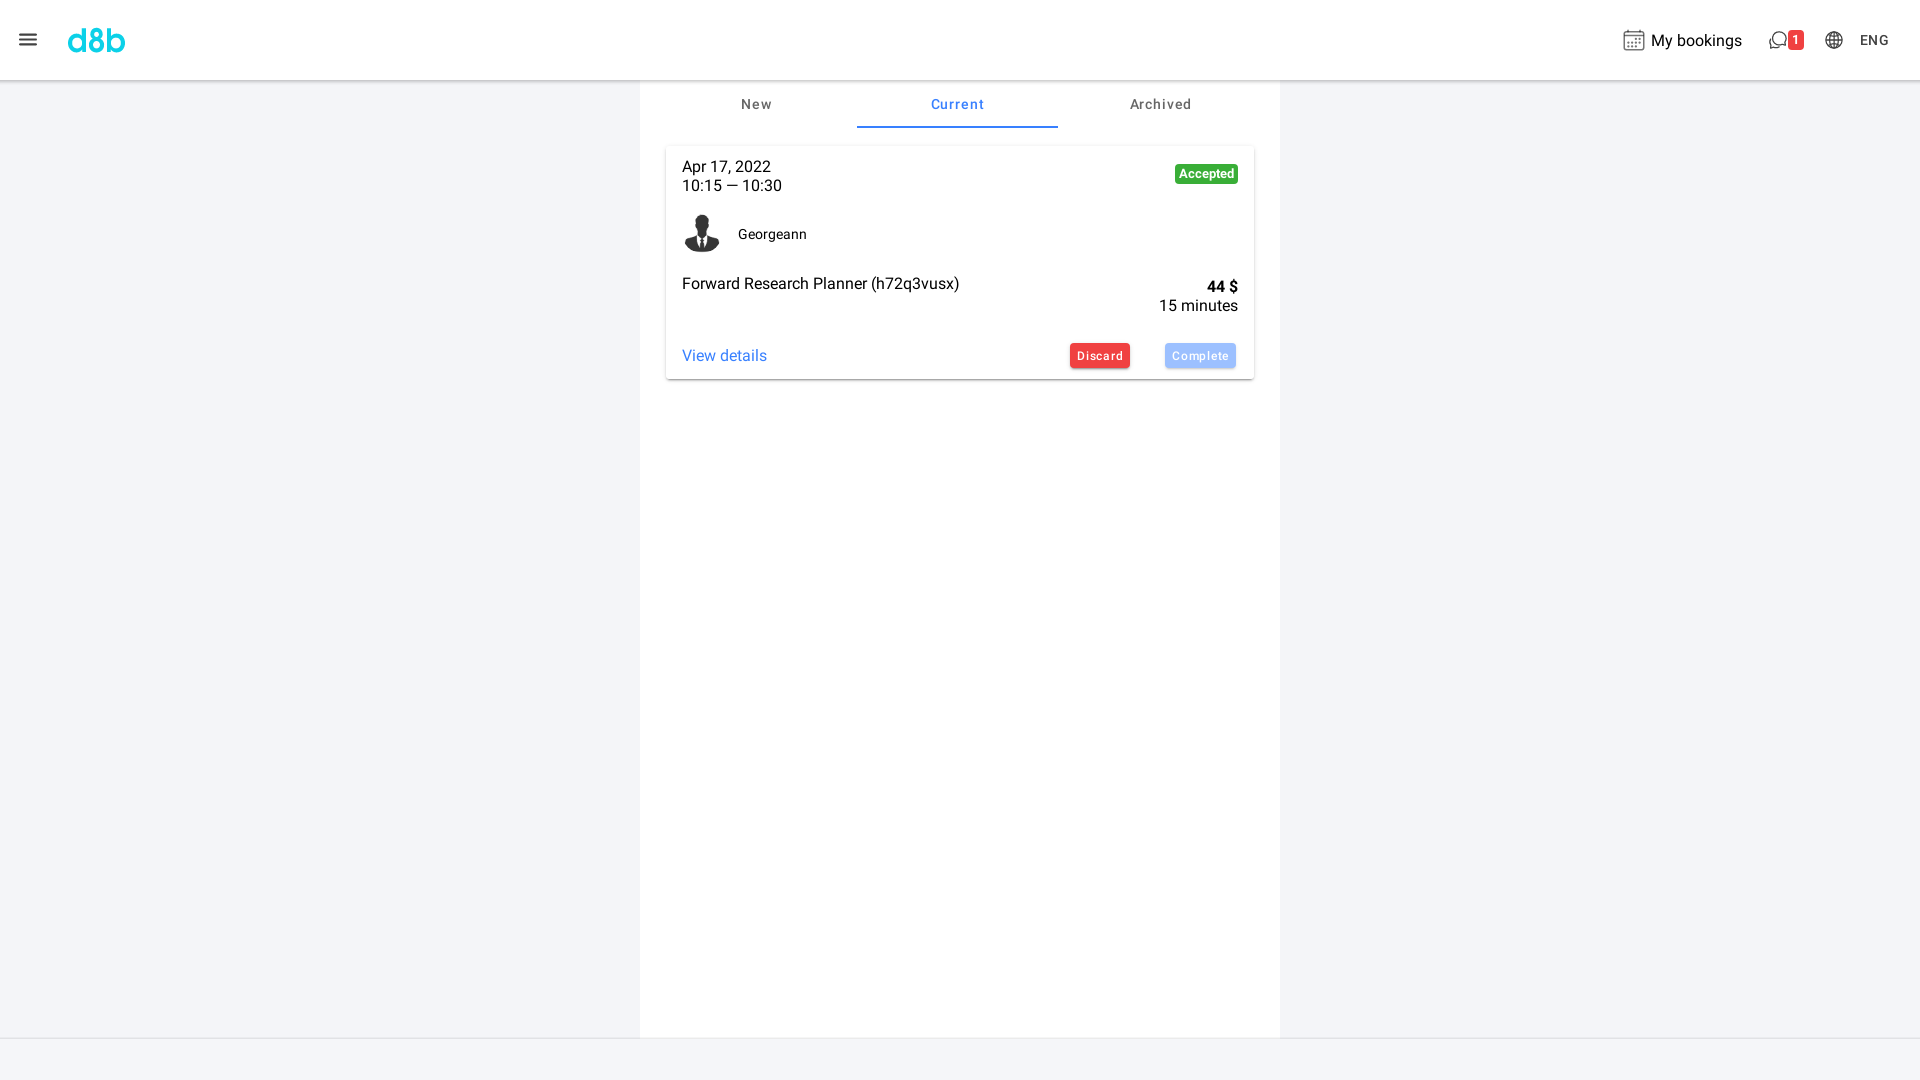 d8b
My bookings
1
ENG
New
Current
Archived
Apr 17, 2022
10:15 — 10:30
Accepted
Georgeann
Forward Research Planner (h72q3vusx)
44 $
15 minutes
View details
Discard
Complete